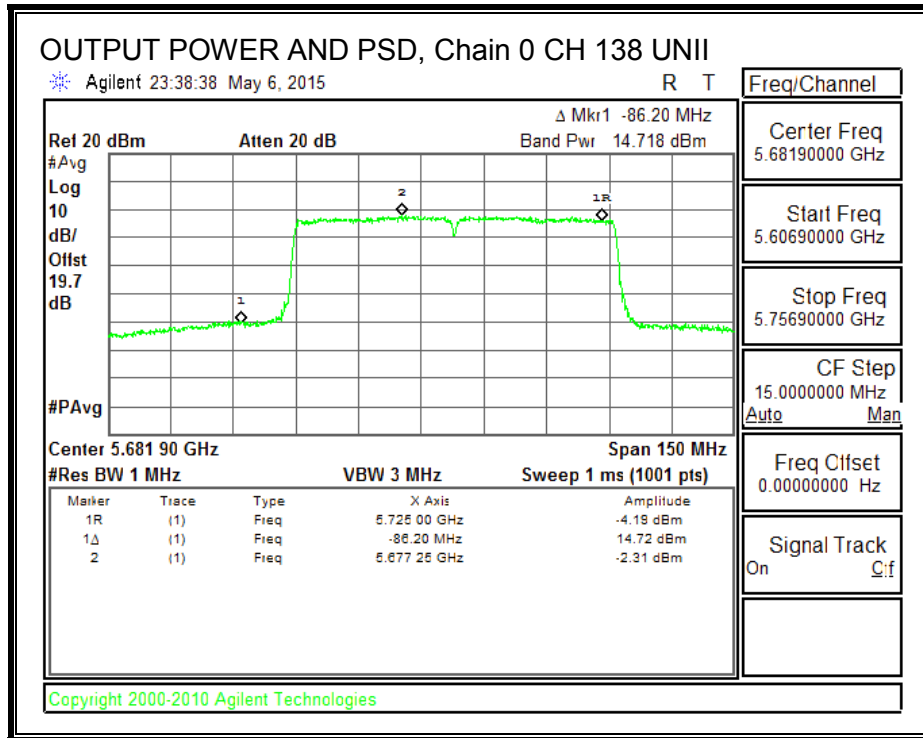 OUTPUT POWER AND PSD, Chain 0 CH 138 UNII
Agilent 23:38:38 May 6, 2015
R T
Δ Mkr1 -86.20 MHz
Ref 20 dBm
Atten 20 dB
Band Pwr 14.718 dBm
#Avg
Log
10
dB/
Offst
19.7
dB
2
1R
1
#PAvg
Center 5.681 90 GHz
Span 150 MHz
#Res BW 1 MHz
VBW 3 MHz
Sweep 1 ms (1001 pts)
Marker Trace Type X Axis Amplitude
1R (1) Freq 5.725 00 GHz -4.19 dBm
1Δ (1) Freq -86.20 MHz 14.72 dBm
2 (1) Freq 5.677 25 GHz -2.31 dBm
Freq/Channel
Center Freq
5.68190000 GHz
Start Freq
5.60690000 GHz
Stop Freq
5.75690000 GHz
CF Step
15.0000000 MHz
Auto Man
Freq Offset
0.00000000 Hz
Signal Track
On Off
Copyright 2000-2010 Agilent Technologies